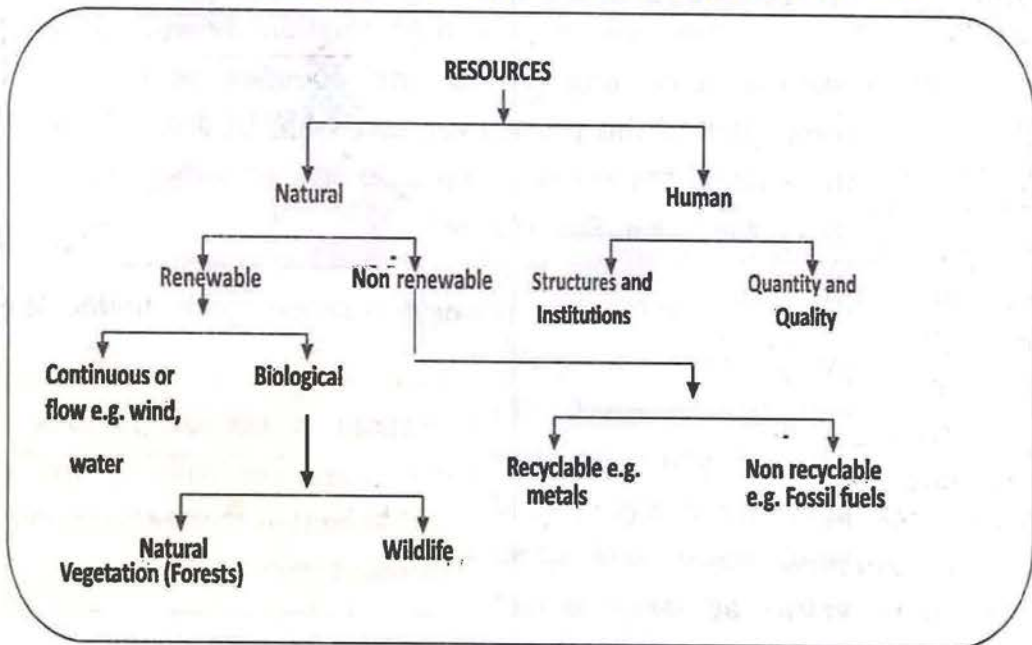 RESOURCES
Natural
Human
Renewable
Non renewable
Structures and
Institutions
Quantity and
Quality
Continuous or
flow e.g. wind,
water
Biological
Recyclable e.g.
metals
Non recyclable
e.g. Fossil fuels
Natural
Vegetation (Forests)
Wildlife